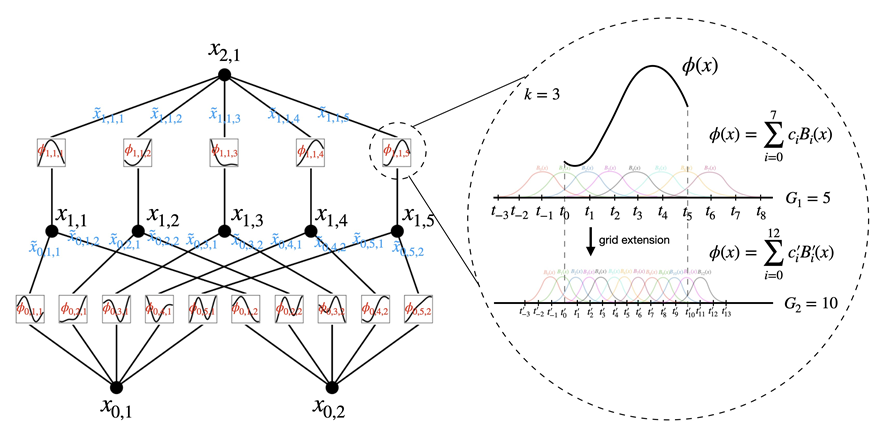 x₂,₁
x̃₁,₁,₁ x̃₁,₁,₂ x̃₁,₁,₃ x̃₁,₁,₄ x̃₁,₁,₅
ϕ₁,₁,₁ ϕ₁,₁,₂ ϕ₁,₁,₃ ϕ₁,₁,₄ ϕ₁,₁,₅
x₁,₁ x₁,₂ x₁,₃ x₁,₄ x₁,₅
x̃₀,₁,₁ x̃₀,₁,₂ x̃₀,₂,₁ x̃₀,₂,₂ x̃₀,₃,₁ x̃₀,₃,₂ x̃₀,₄,₁ x̃₀,₄,₂ x̃₀,₅,₁ x̃₀,₅,₂
ϕ₀,₁,₁ ϕ₀,₂,₁ ϕ₀,₃,₁ ϕ₀,₄,₁ ϕ₀,₅,₁ ϕ₀,₁,₂ ϕ₀,₂,₂ ϕ₀,₃,₂ ϕ₀,₄,₂ ϕ₀,₅,₂
x₀,₁ x₀,₂
k = 3
ϕ(x)
ϕ(x) = ∑ᵢ₌₀⁷ cᵢBᵢ(x)
G₁ = 5
t₋₃ t₋₂ t₋₁ t₀ t₁ t₂ t₃ t₄ t₅ t₆ t₇ t₈
grid extension
ϕ(x) = ∑ᵢ₌₀¹² c′ᵢB′ᵢ(x)
G₂ = 10
t′₋₃ t′₋₂ t′₋₁ t′₀ t′₁ t′₂ t′₃ t′₄ t′₅ t′₆ t′₇ t′₈ t′₉ t′₁₀ t′₁₁ t′₁₂ t′₁₃